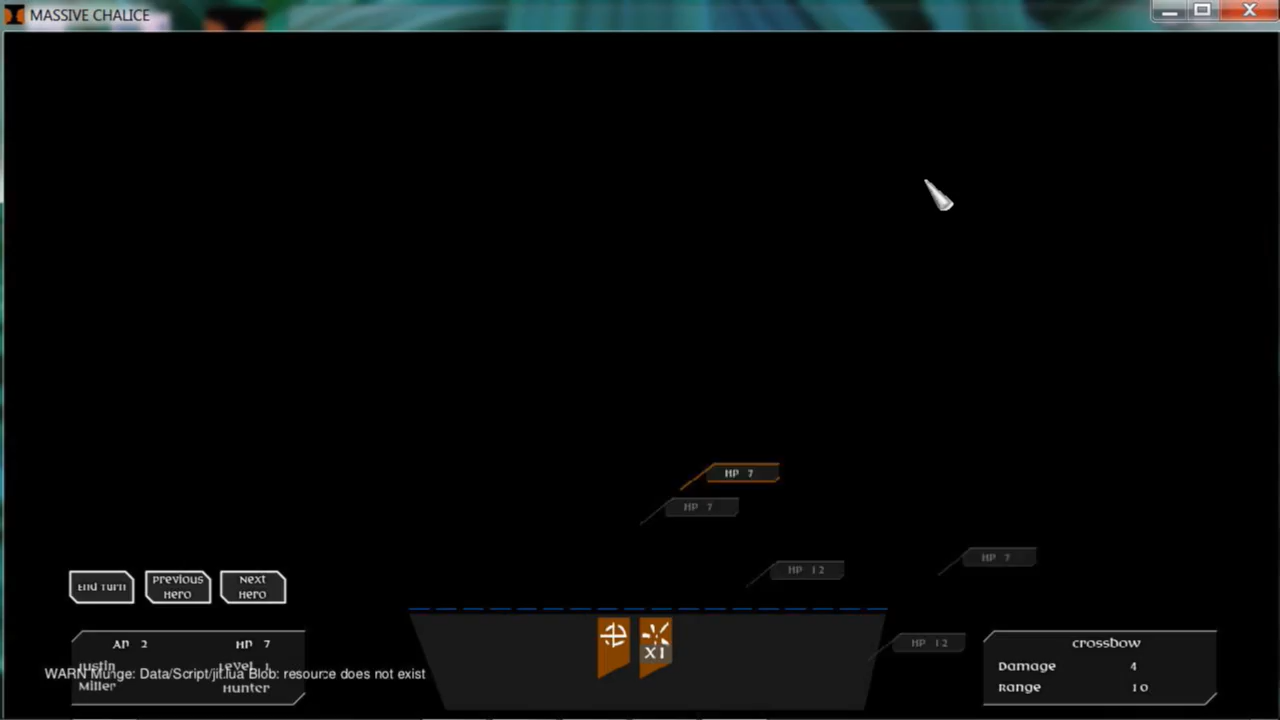 MASSIVE CHALICE
HP 7
HP 7
HP 7
HP 12
HP 12
End Turn
Previous Hero
Next Hero
AP 2 HP 7
Justin Level 1
Miller Hunter
WARN Munge: Data/Script/jit.lua Blob: resource does not exist
X1
crossbow
Damage 4
Range 10